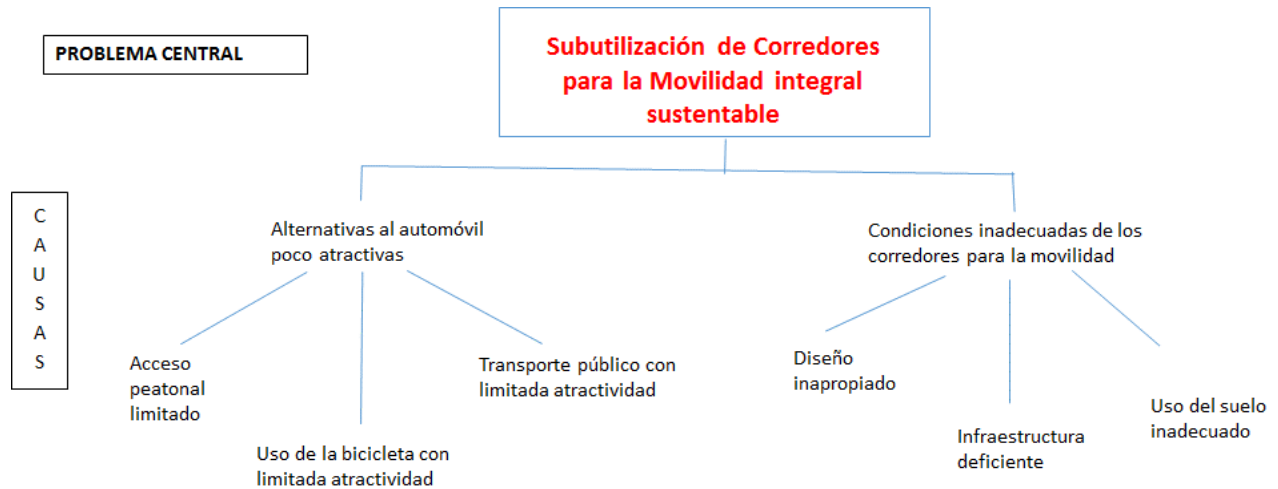 PROBLEMA CENTRAL
Subutilización de Corredores
para la Movilidad integral
sustentable
C
A
U
S
A
S
Alternativas al automóvil
poco atractivas
Condiciones inadecuadas de los
corredores para la movilidad
Acceso
peatonal
limitado
Uso de la bicicleta con
limitada atractividad
Transporte público con
limitada atractividad
Diseño
inapropiado
Infraestructura
deficiente
Uso del suelo
inadecuado